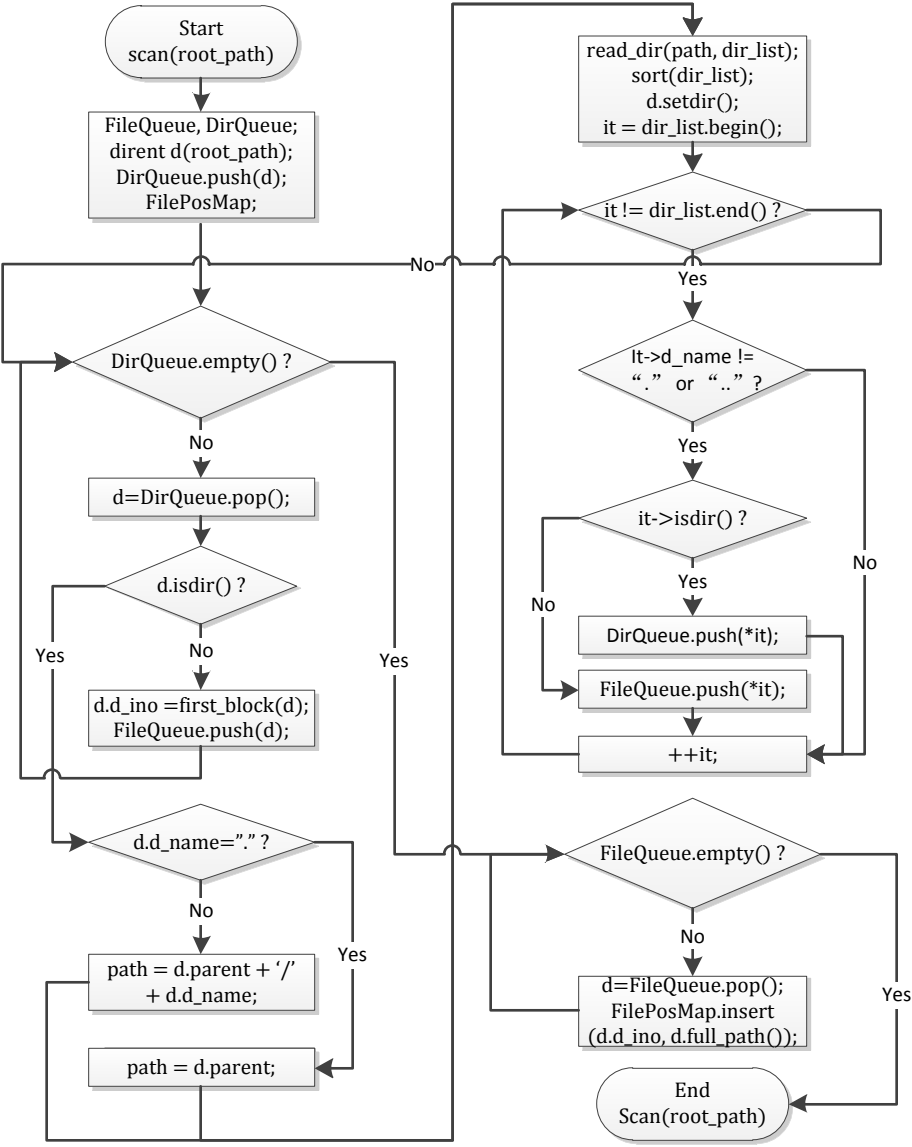 Start
scan(root_path)
FileQueue, DirQueue;
dirent d(root_path);
DirQueue.push(d);
FilePosMap;
DirQueue.empty() ?
No
d=DirQueue.pop();
d.isdir() ?
Yes
No
d.d_ino =first_block(d);
FileQueue.push(d);
d.d_name=”.” ?
No
Yes
path = d.parent + ‘/’
+ d.d_name;
path = d.parent;
Yes
read_dir(path, dir_list);
sort(dir_list);
d.setdir();
it = dir_list.begin();
it != dir_list.end() ?
No
Yes
It->d_name !=
“.” or “..” ?
Yes
No
it->isdir() ?
Yes
No
DirQueue.push(*it);
FileQueue.push(*it);
++it;
FileQueue.empty() ?
No
Yes
d=FileQueue.pop();
FilePosMap.insert
(d.d_ino, d.full_path());
End
Scan(root_path)